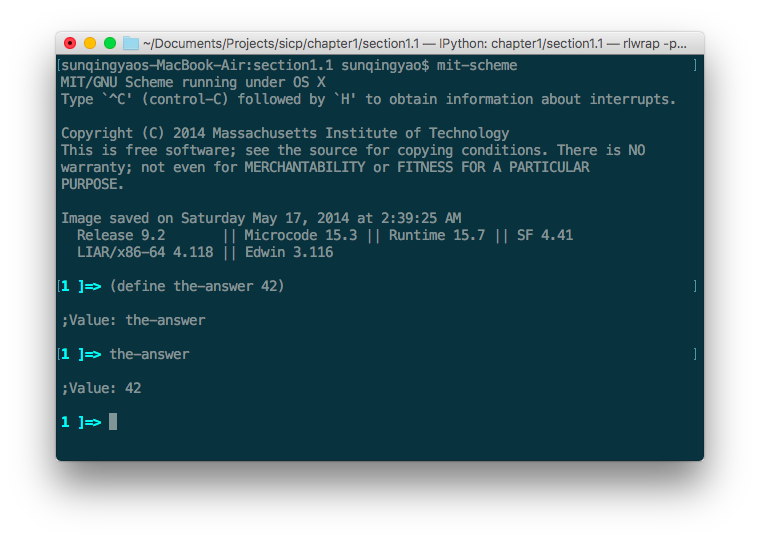 ~/Documents/Projects/sicp/chapter1/section1.1 — IPython: chapter1/section1.1 — rlwrap -p...
[sunqingyaos-MacBook-Air:section1.1 sunqingyao$ mit-scheme ]
MIT/GNU Scheme running under OS X
Type `^C' (control-C) followed by `H' to obtain information about interrupts.
Copyright (C) 2014 Massachusetts Institute of Technology
This is free software; see the source for copying conditions. There is NO
warranty; not even for MERCHANTABILITY or FITNESS FOR A PARTICULAR
PURPOSE.
Image saved on Saturday May 17, 2014 at 2:39:25 AM
  Release 9.2       || Microcode 15.3 || Runtime 15.7 || SF 4.41
  LIAR/x86-64 4.118 || Edwin 3.116
[1 ]=> (define the-answer 42) ]
;Value: the-answer
[1 ]=> the-answer ]
;Value: 42
1 ]=>